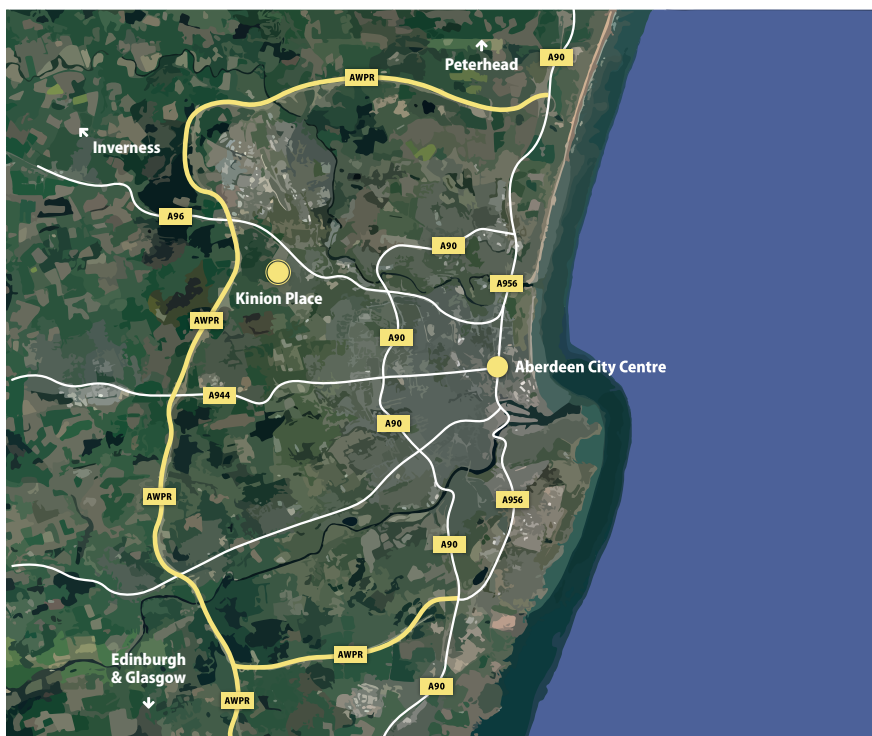 A90
Peterhead
AWPR
Inverness
A96
A90
Kinion Place
A956
AWPR
A90
Aberdeen City Centre
A944
A90
AWPR
A956
A90
AWPR
Edinburgh
& Glasgow
A90
AWPR